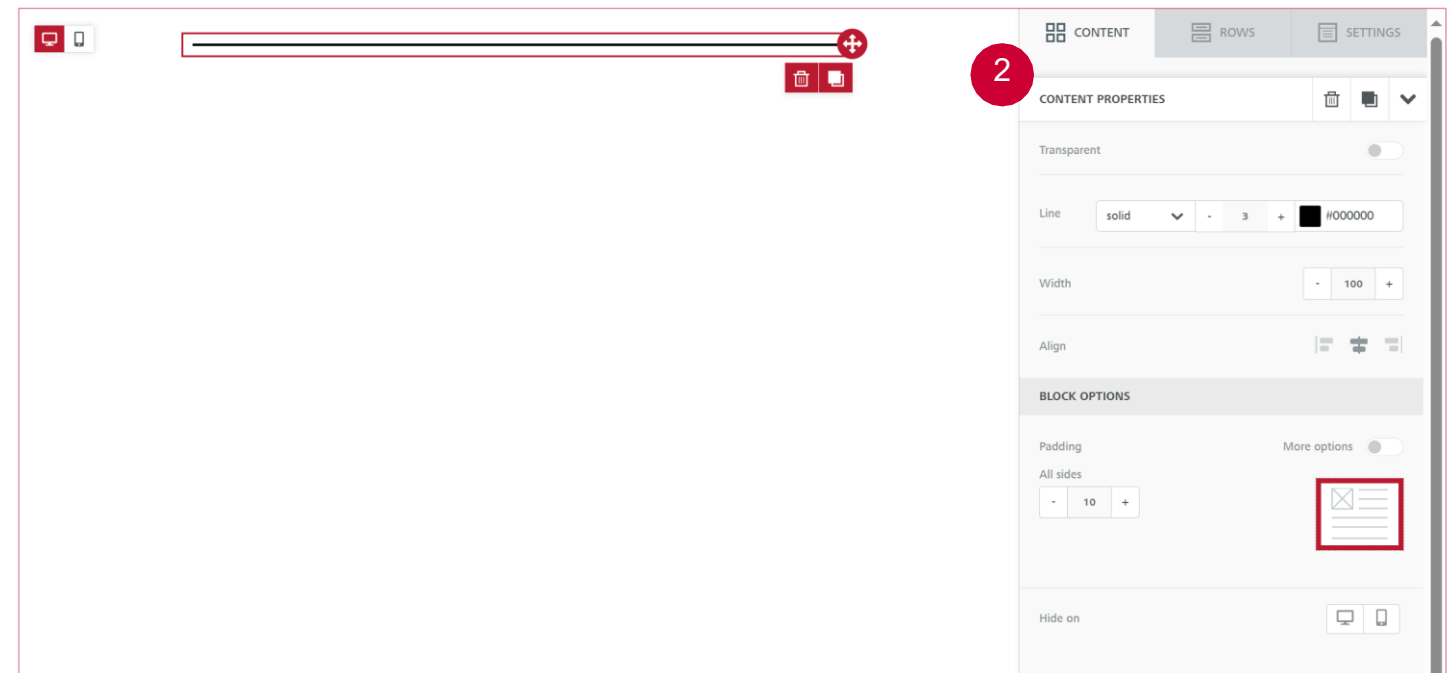 CONTENT ROWS SETTINGS
2
CONTENT PROPERTIES
Transparent
Line solid - 3 + #000000
Width - 100 +
Align
BLOCK OPTIONS
Padding More options
All sides
- 10 +
Hide on